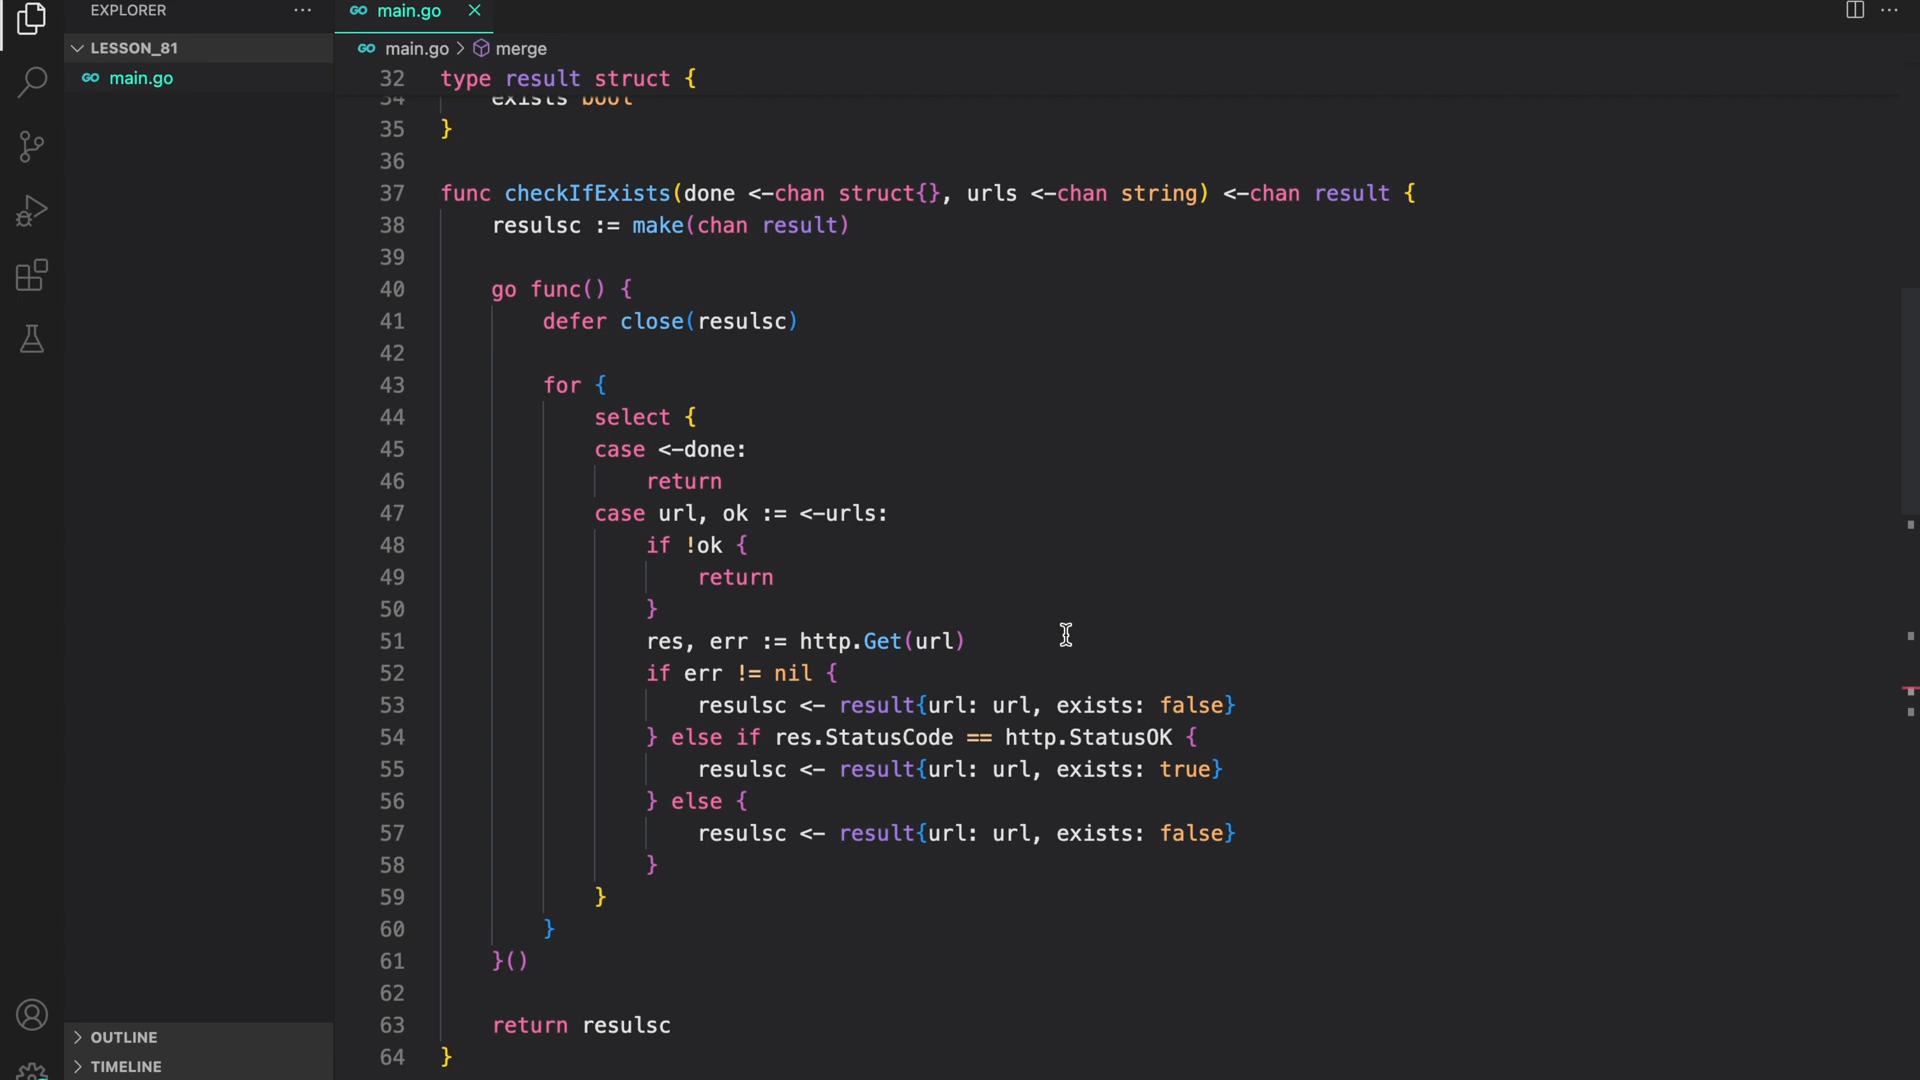 EXPLORER ...
LESSON_81
main.go
OUTLINE
TIMELINE
main.go
main.go > merge
32 type result struct {
34 exists bool
35 }
36
37 func checkIfExists(done <-chan struct{}, urls <-chan string) <-chan result {
38 resulsc := make(chan result)
39
40 go func() {
41 defer close(resulsc)
42
43 for {
44 select {
45 case <-done:
46 return
47 case url, ok := <-urls:
48 if !ok {
49 return
50 }
51 res, err := http.Get(url)
52 if err != nil {
53 resulsc <- result{url: url, exists: false}
54 } else if res.StatusCode == http.StatusOK {
55 resulsc <- result{url: url, exists: true}
56 } else {
57 resulsc <- result{url: url, exists: false}
58 }
59 }
60 }
61 }()
62
63 return resulsc
64 }